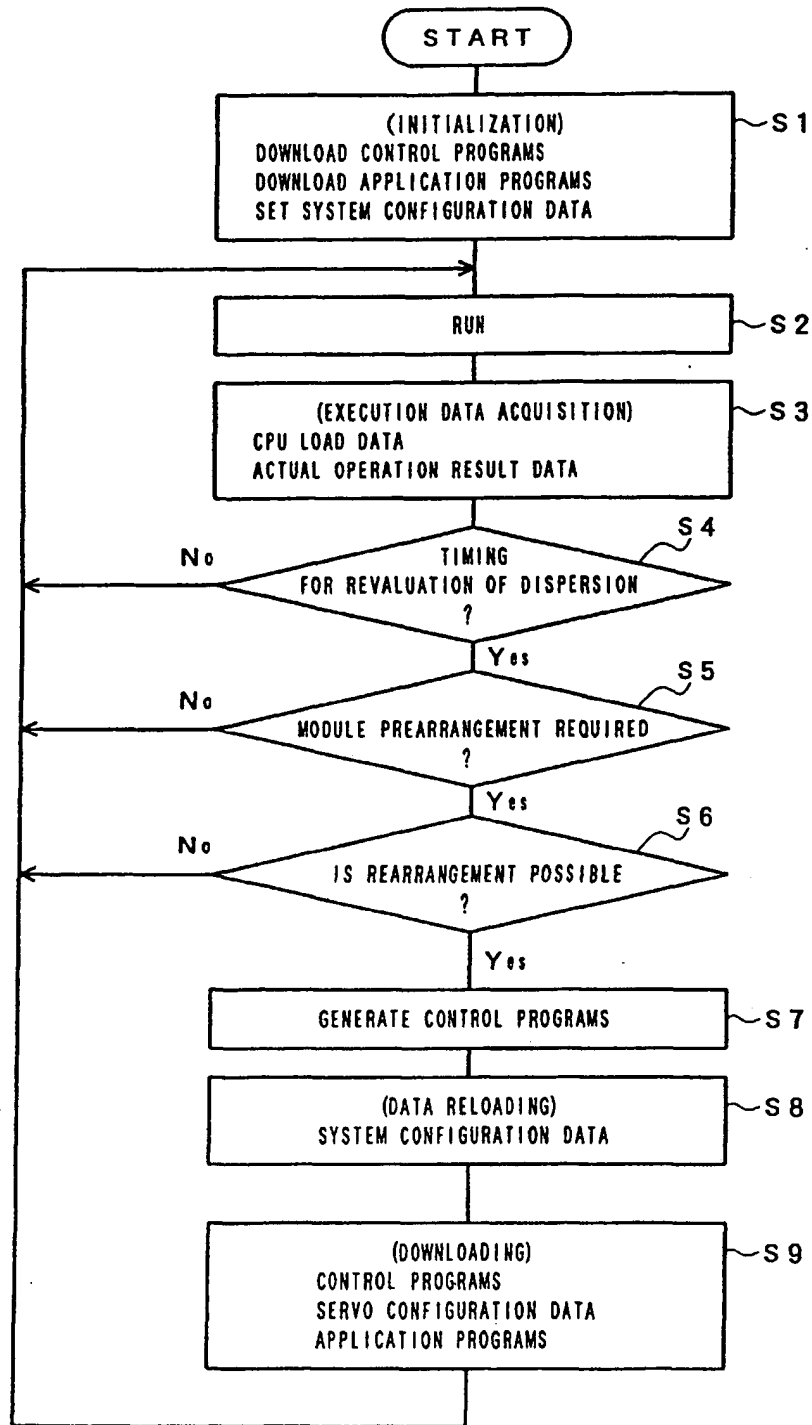 START
(INITIALIZATION)
DOWNLOAD CONTROL PROGRAMS
DOWNLOAD APPLICATION PROGRAMS
SET SYSTEM CONFIGURATION DATA
S1
RUN
S2
(EXECUTION DATA ACQUISITION)
CPU LOAD DATA
ACTUAL OPERATION RESULT DATA
S3
TIMING
FOR REVALUATION OF DISPERSION
?
S4
No
Yes
MODULE PREARRANGEMENT REQUIRED
?
S5
No
Yes
IS REARRANGEMENT POSSIBLE
?
S6
No
Yes
GENERATE CONTROL PROGRAMS
S7
(DATA RELOADING)
SYSTEM CONFIGURATION DATA
S8
(DOWNLOADING)
CONTROL PROGRAMS
SERVO CONFIGURATION DATA
APPLICATION PROGRAMS
S9